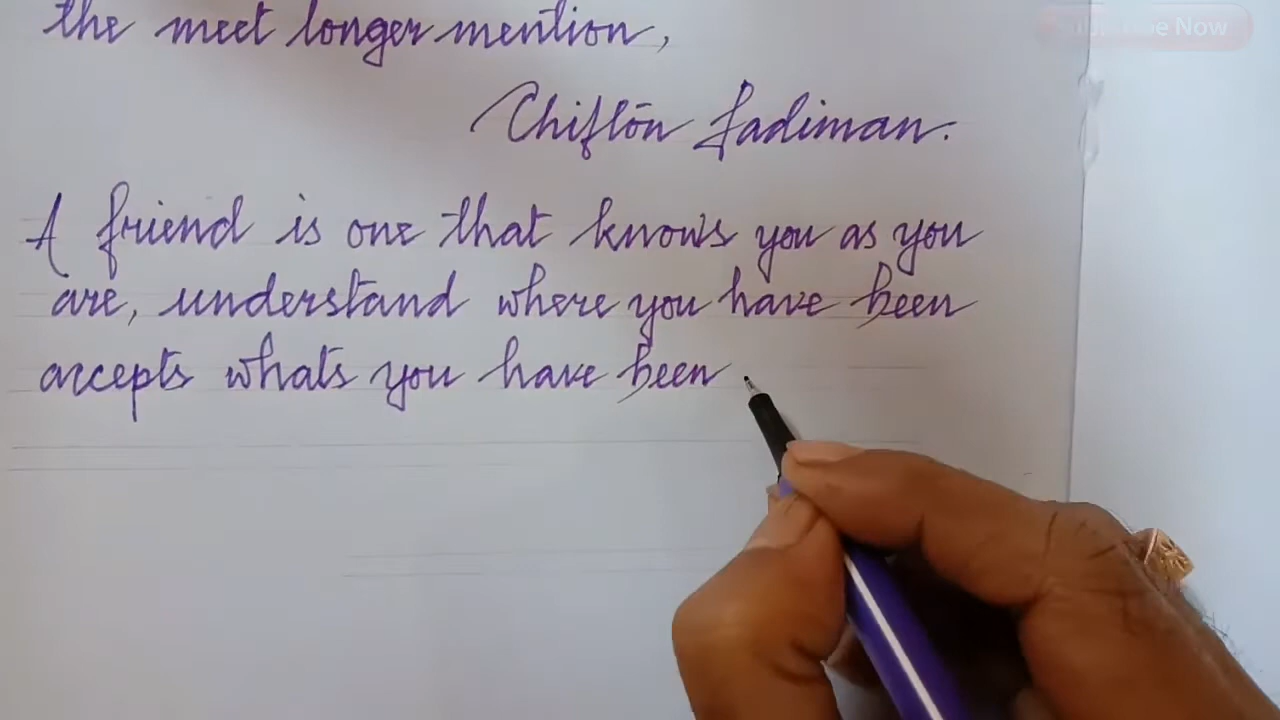 the meet longer mention,
Chiflon fadiman.
A friend is one that knows you as you
are, understand where you have been
accepts whats you have been
Now